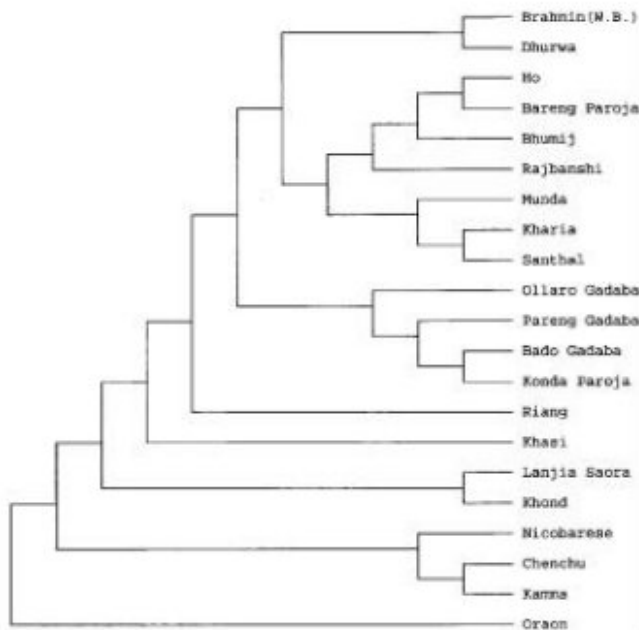 Brahmin(W.B.)
Dhurwa
Ho
Bareng Paroja
Bhumij
Rajbanshi
Munda
Kharia
Santhal
Ollaro Gadaba
Pareng Gadaba
Bado Gadaba
Konda Paroja
Riang
Khasi
Lanjia Saora
Khond
Nicobarese
Chenchu
Kamma
Oraon